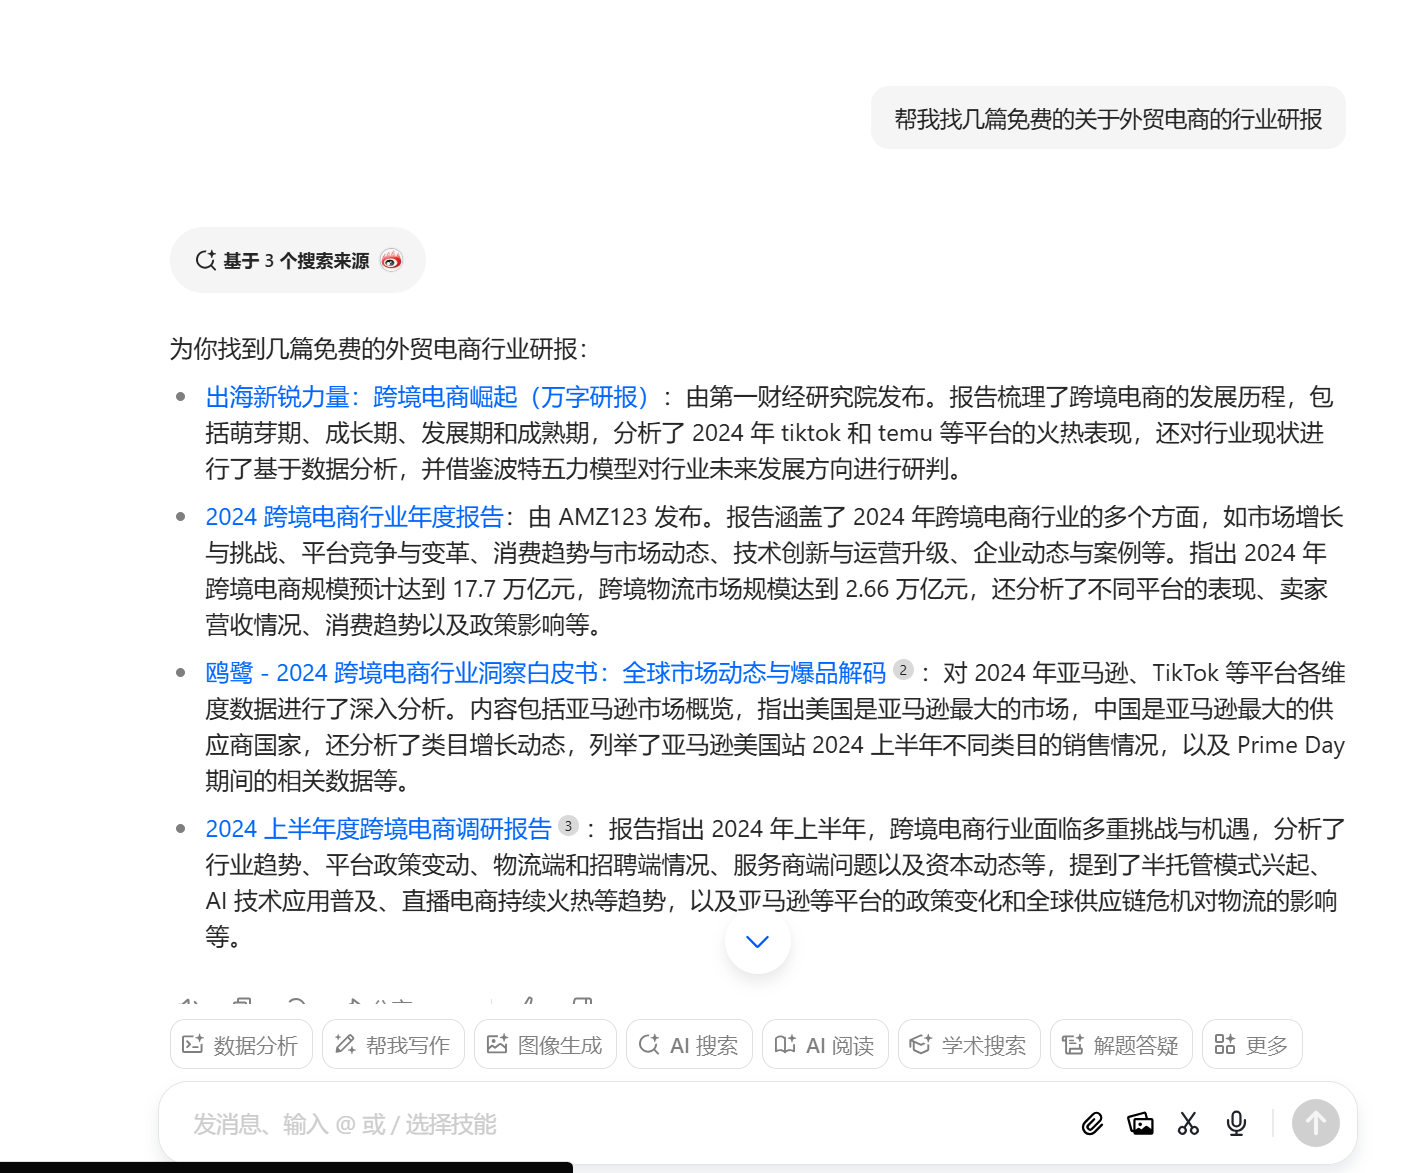 帮我找几篇免费的关于外贸电商的行业研报
基于 3 个搜索来源
为你找到几篇免费的外贸电商行业研报：
出海新锐力量：跨境电商崛起（万字研报）：由第一财经研究院发布。报告梳理了跨境电商的发展历程，包
括萌芽期、成长期、发展期和成熟期，分析了 2024 年 tiktok 和 temu 等平台的火热表现，还对行业现状进
行了基于数据分析，并借鉴波特五力模型对行业未来发展方向进行研判。
2024 跨境电商行业年度报告：由 AMZ123 发布。报告涵盖了 2024 年跨境电商行业的多个方面，如市场增长
与挑战、平台竞争与变革、消费趋势与市场动态、技术创新与运营升级、企业动态与案例等。指出 2024 年
跨境电商规模预计达到 17.7 万亿元，跨境物流市场规模达到 2.66 万亿元，还分析了不同平台的表现、卖家
营收情况、消费趋势以及政策影响等。
鸥鹭 - 2024 跨境电商行业洞察白皮书：全球市场动态与爆品解码 2 ：对 2024 年亚马逊、TikTok 等平台各维
度数据进行了深入分析。内容包括亚马逊市场概览，指出美国是亚马逊最大的市场，中国是亚马逊最大的供
应商国家，还分析了类目增长动态，列举了亚马逊美国站 2024 上半年不同类目的销售情况，以及 Prime Day
期间的相关数据等。
2024 上半年度跨境电商调研报告 3 ：报告指出 2024 年上半年，跨境电商行业面临多重挑战与机遇，分析了
行业趋势、平台政策变动、物流端和招聘端情况、服务商端问题以及资本动态等，提到了半托管模式兴起、
AI 技术应用普及、直播电商持续火热等趋势，以及亚马逊等平台的政策变化和全球供应链危机对物流的影响
等。
数据分析 帮我写作 图像生成 AI 搜索 AI 阅读 学术搜索 解题答疑 更多
发消息、输入 @ 或 / 选择技能